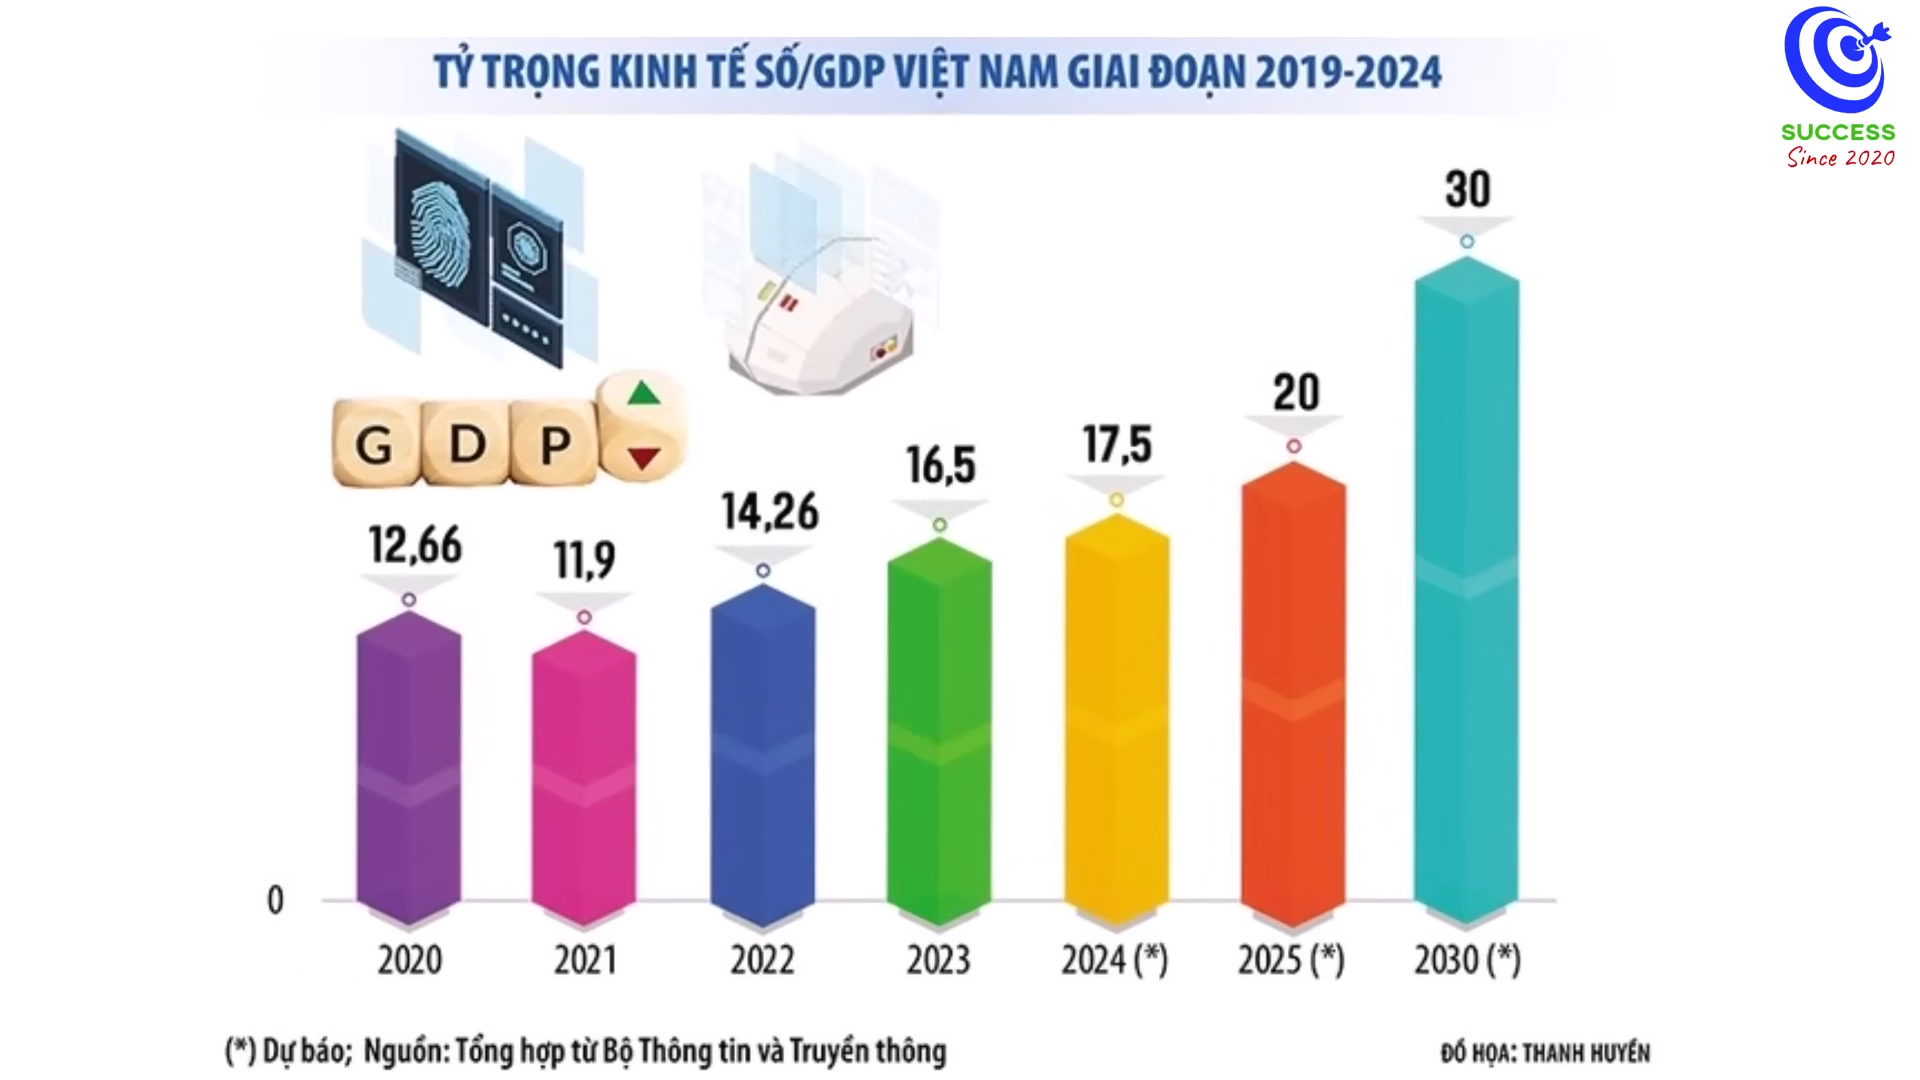 TỶ TRỌNG KINH TẾ SỐ/GDP VIỆT NAM GIAI ĐOẠN 2019-2024
SUCCESS
Since 2020
G D P
12,66
11,9
14,26
16,5
17,5
20
30
0
2020
2021
2022
2023
2024 (*)
2025 (*)
2030 (*)
(*) Dự báo; Nguồn: Tổng hợp từ Bộ Thông tin và Truyền thông
ĐỒ HỌA: THANH HUYỀN